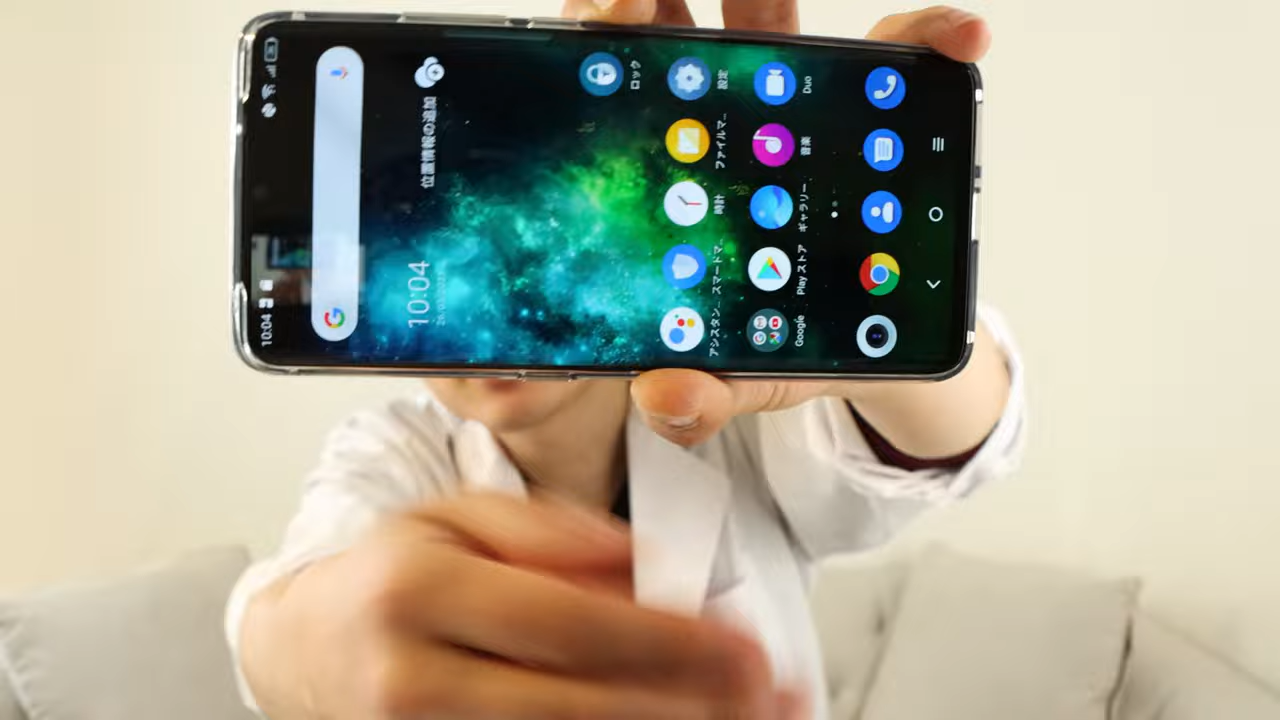 10:04
10:04
位置情報の追加
ロック
アシスタン... スマートマ... 時計 ファイルマ... 設定
Google Play ストア ギャラリー 音楽 Duo